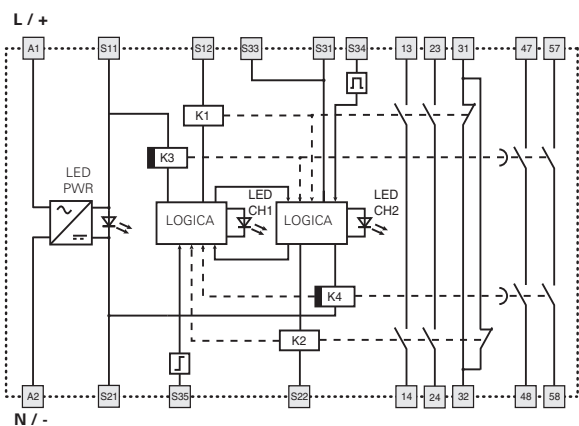 L / +
A1 S11 S12 S33 S31 S34 13 23 31 47 57
K1
K3
LED
PWR
LED
CH1
LED
CH2
LOGICA
LOGICA
K4
K2
A2 S21 S35 S22 14 24 32 48 58
N / -